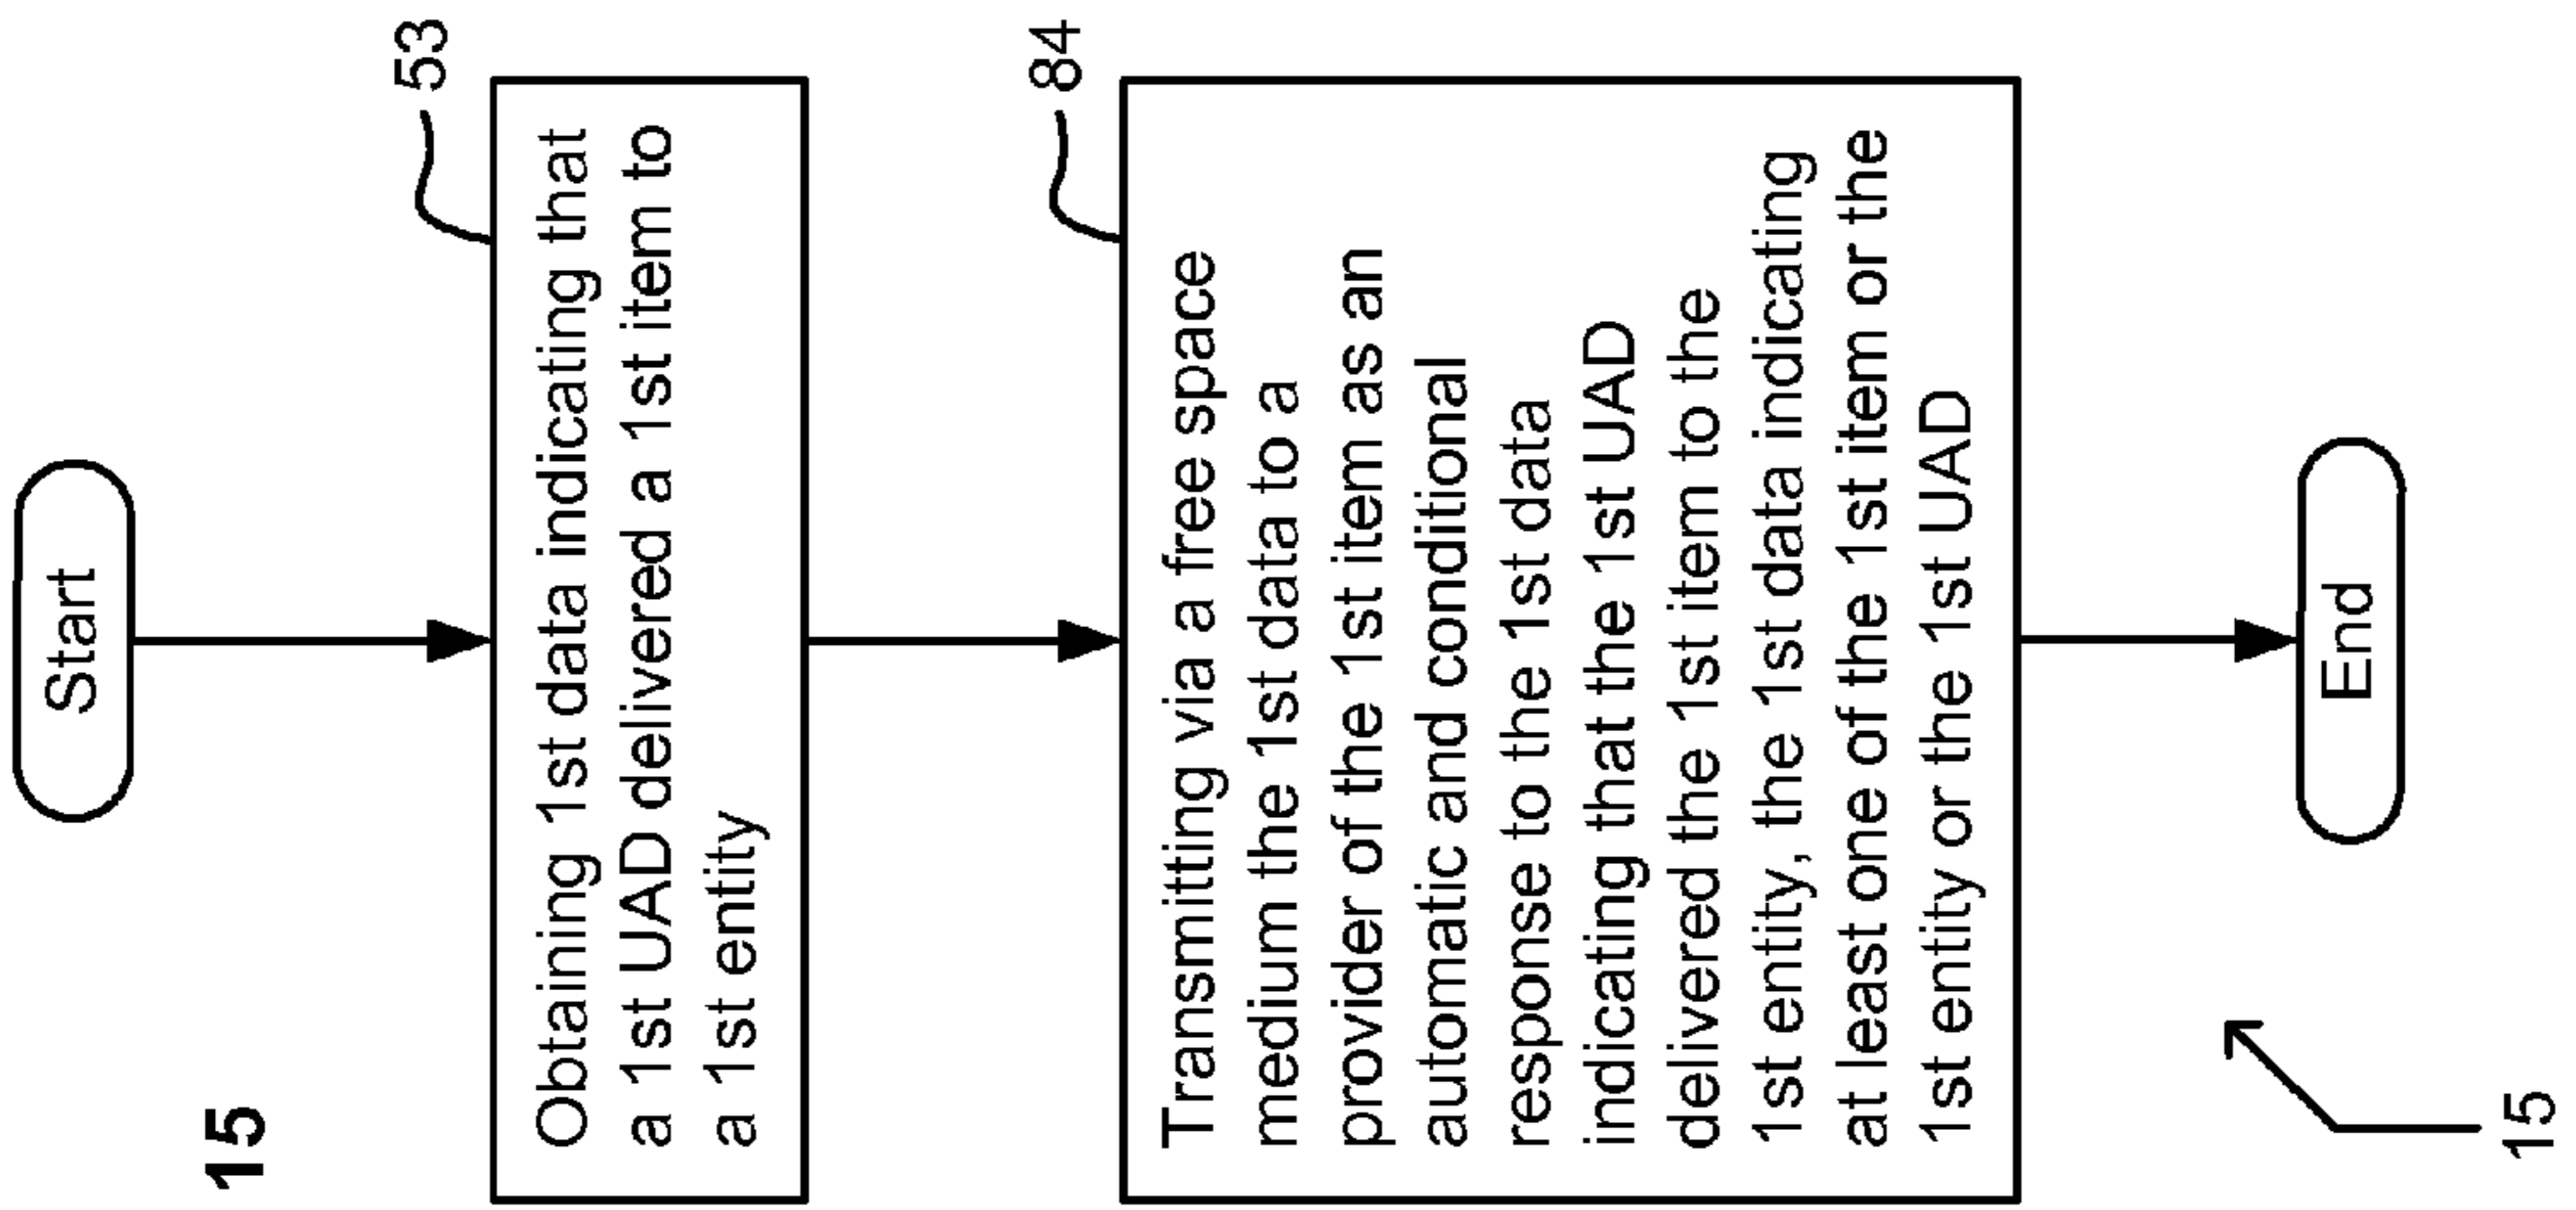 15
Start
53
Obtaining 1st data indicating that
a 1st UAD delivered a 1st item to
a 1st entity
84
Transmitting via a free space
medium the 1st data to a
provider of the 1st item as an
automatic and conditional
response to the 1st data
indicating that the 1st UAD
delivered the 1st item to the
1st entity, the 1st data indicating
at least one of the 1st item or the
1st entity or the 1st UAD
End
15